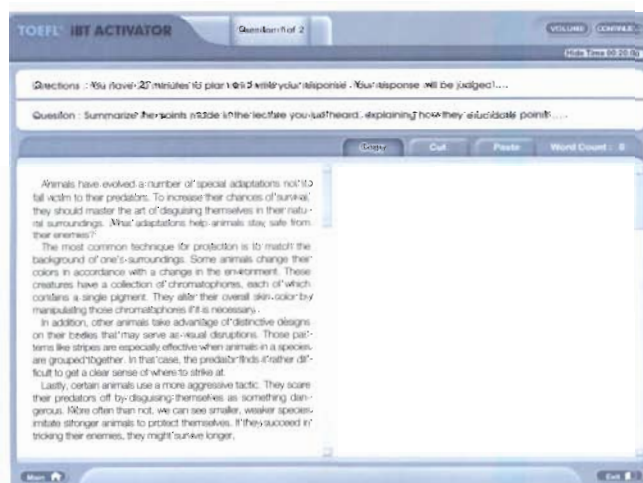 TOEFL® iBT ACTIVATOR
Question 1 of 2
VOLUME
CONTINUE
Hide Time 00:20:00
Directions : You have 20 minutes to plan and write your response. Your response will be judged....
Question : Summarize the points made in the lecture you just heard, explaining how they elucidate points....
Copy
Cut
Paste
Word Count : 0
Animals have evolved a number of special adaptations not to
fall victim to their predators. To increase their chances of survival,
they should master the art of disguising themselves in their natu-
ral surroundings. What adaptations help animals stay safe from
their enemies?
The most common technique for protection is to match the
background of one's surroundings. Some animals change their
colors in accordance with a change in the environment. These
creatures have a collection of chromatophores, each of which
contains a single pigment. They alter their overall skin color by
manipulating those chromatophores if it is necessary.
In addition, other animals take advantage of distinctive designs
on their bodies that may serve as visual disruptions. Those pat-
terns like stripes are especially effective when animals in a species
are grouped together. In that case, the predator finds it rather dif-
ficult to get a clear sense of where to strike at.
Lastly, certain animals use a more aggressive tactic. They scare
their predators off by disguising themselves as something dan-
gerous. More often than not, we can see smaller, weaker species
imitate stronger animals to protect themselves. If they succeed in
tricking their enemies, they might survive longer.
Main
Exit